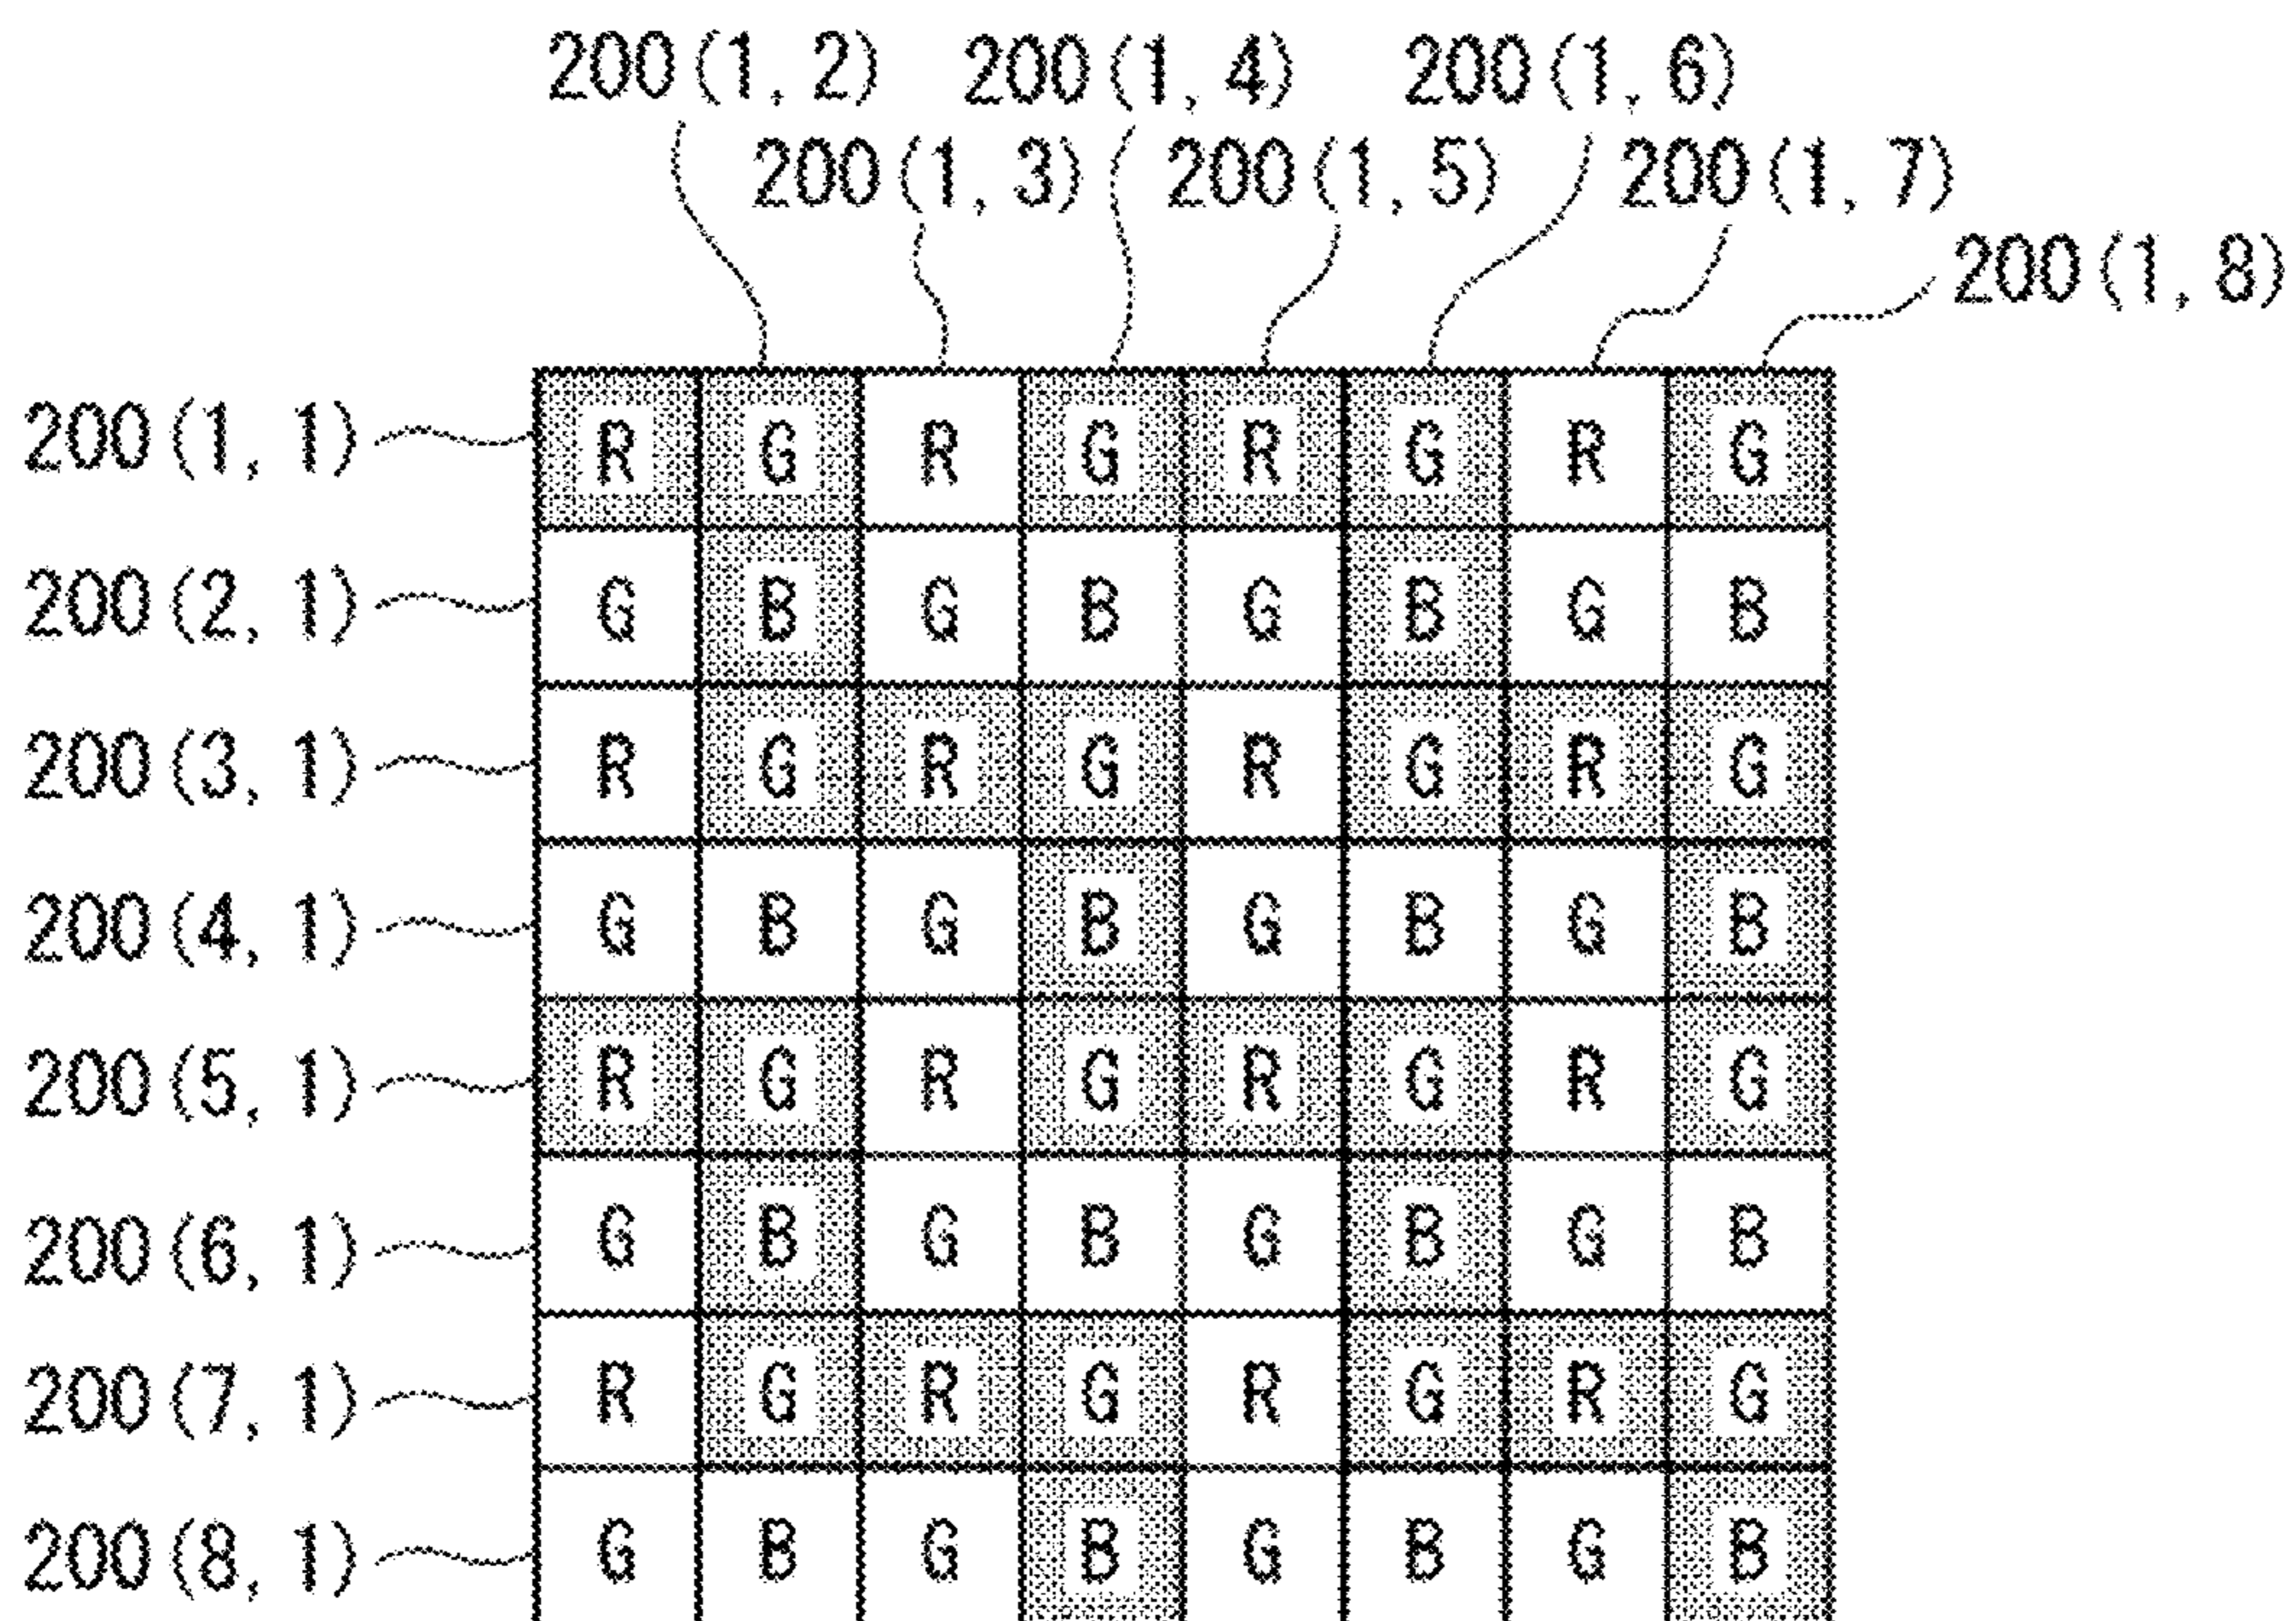 200(1, 2) 200(1, 4) 200(1, 6)
200(1, 3) 200(1, 5) 200(1, 7)
200(1, 8)
200(1, 1) R G R G R G R G
200(2, 1) G B G B G B G B
200(3, 1) R G R G R G R G
200(4, 1) G B G B G B G B
200(5, 1) R G R G R G R G
200(6, 1) G B G B G B G B
200(7, 1) R G R G R G R G
200(8, 1) G B G B G B G B